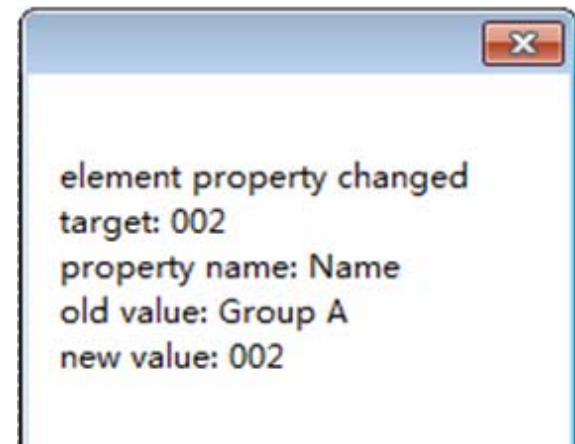 element property changed
target: 002
property name: Name
old value: Group A
new value: 002